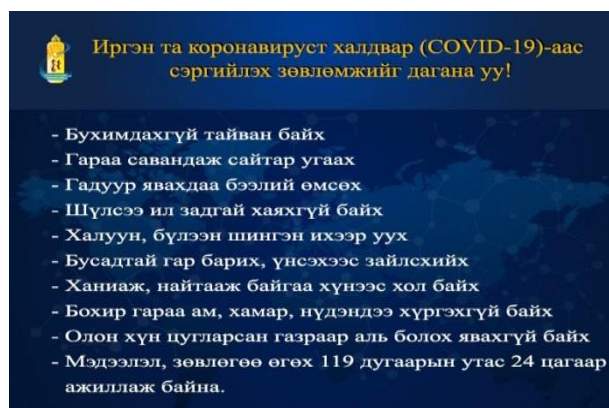 Иргэн та коронавируст халдвар (COVID-19)-аас
сэргийлэх зөвлөмжийг дагана уу!
- Бухимдахгүй тайван байх
- Гараа савандаж сайтар угаах
- Гадуур явахдаа бээлий өмсөх
- Шүлсээ ил задгай хаяхгүй байх
- Халуун, бүлээн шингэн ихээр уух
- Бусадтай гар барих, үнсэхээс зайлсхийх
- Ханиаж, найтааж байгаа хүнээс хол байх
- Бохир гараа ам, хамар, нүдэндээ хүргэхгүй байх
- Олон хүн цугларсан газраар аль болох явахгүй байх
- Мэдээлэл, зөвлөгөө өгөх 119 дугаарын утас 24 цагаар
ажиллаж байна.